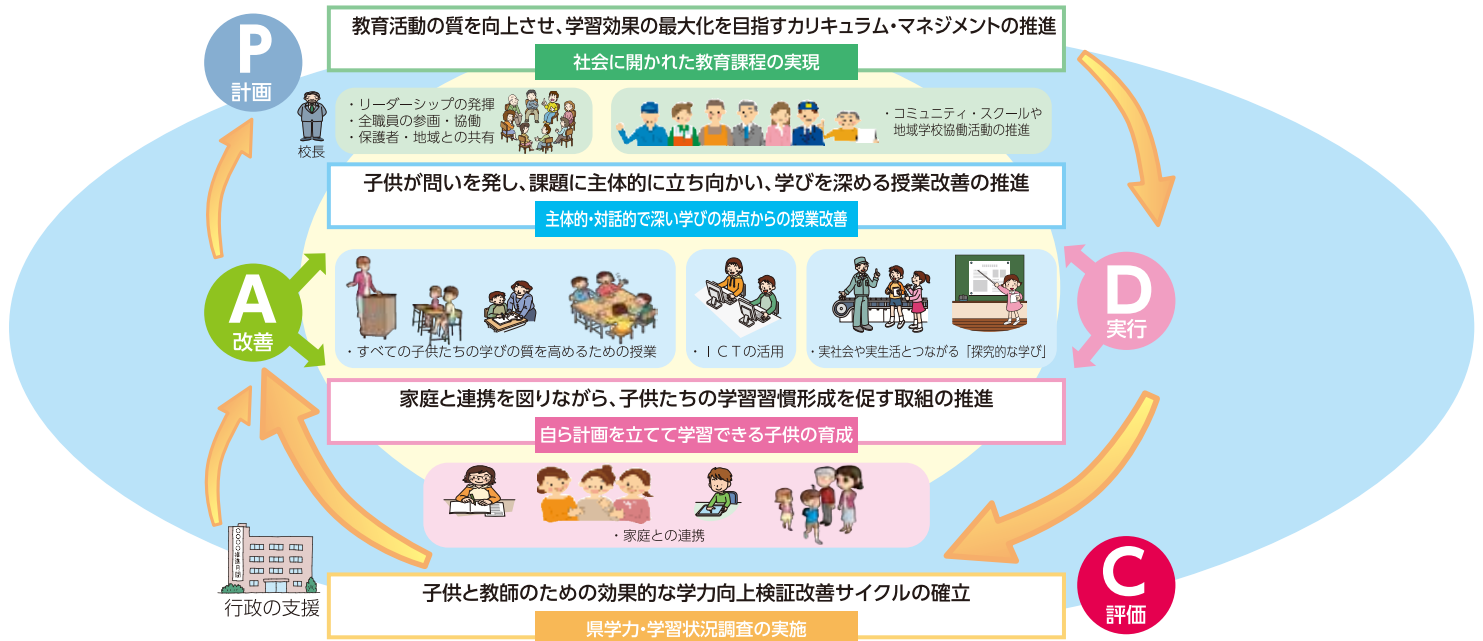 教育活動の質を向上させ、学習効果の最大化を目指すカリキュラム・マネジメントの推進
社会に開かれた教育課程の実現
P
計画
校長
・リーダーシップの発揮
・全職員の参画・協働
・保護者・地域との共有
・コミュニティ・スクールや
地域学校協働活動の推進
子供が問いを発し、課題に主体的に立ち向かい、学びを深める授業改善の推進
主体的・対話的で深い学びの視点からの授業改善
A
改善
D
実行
・すべての子供たちの学びの質を高めるための授業
・ＩＣＴの活用
・実社会や実生活とつながる「探究的な学び」
家庭と連携を図りながら、子供たちの学習習慣形成を促す取組の推進
自ら計画を立てて学習できる子供の育成
・家庭との連携
行政の支援
子供と教師のための効果的な学力向上検証改善サイクルの確立
県学力・学習状況調査の実施
C
評価